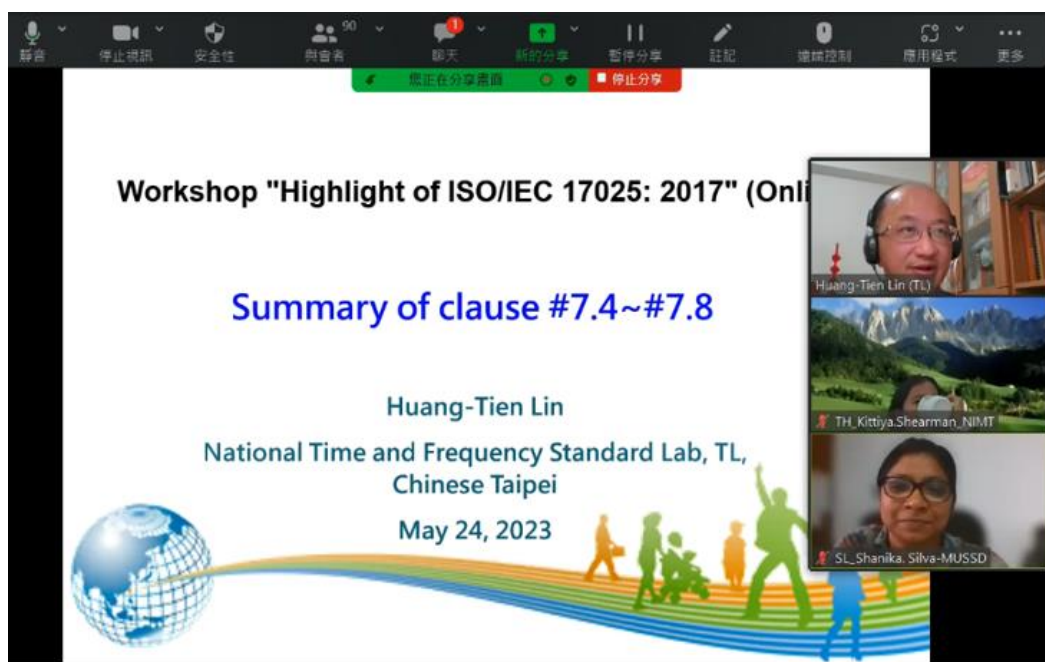 90
1
靜音
停止視訊
安全性
與會者
聊天
新的分享
暫停分享
註記
遠端控制
應用程式
更多
您正在分享畫面
停止分享
Workshop "Highlight of ISO/IEC 17025: 2017" (Onli
Summary of clause #7.4~#7.8
Huang-Tien Lin
National Time and Frequency Standard Lab, TL,
Chinese Taipei
May 24, 2023
Huang-Tien Lin (TL)
TH_Kittiya.Shearman_NIMT
SL_Shanika. Silva-MUSSD